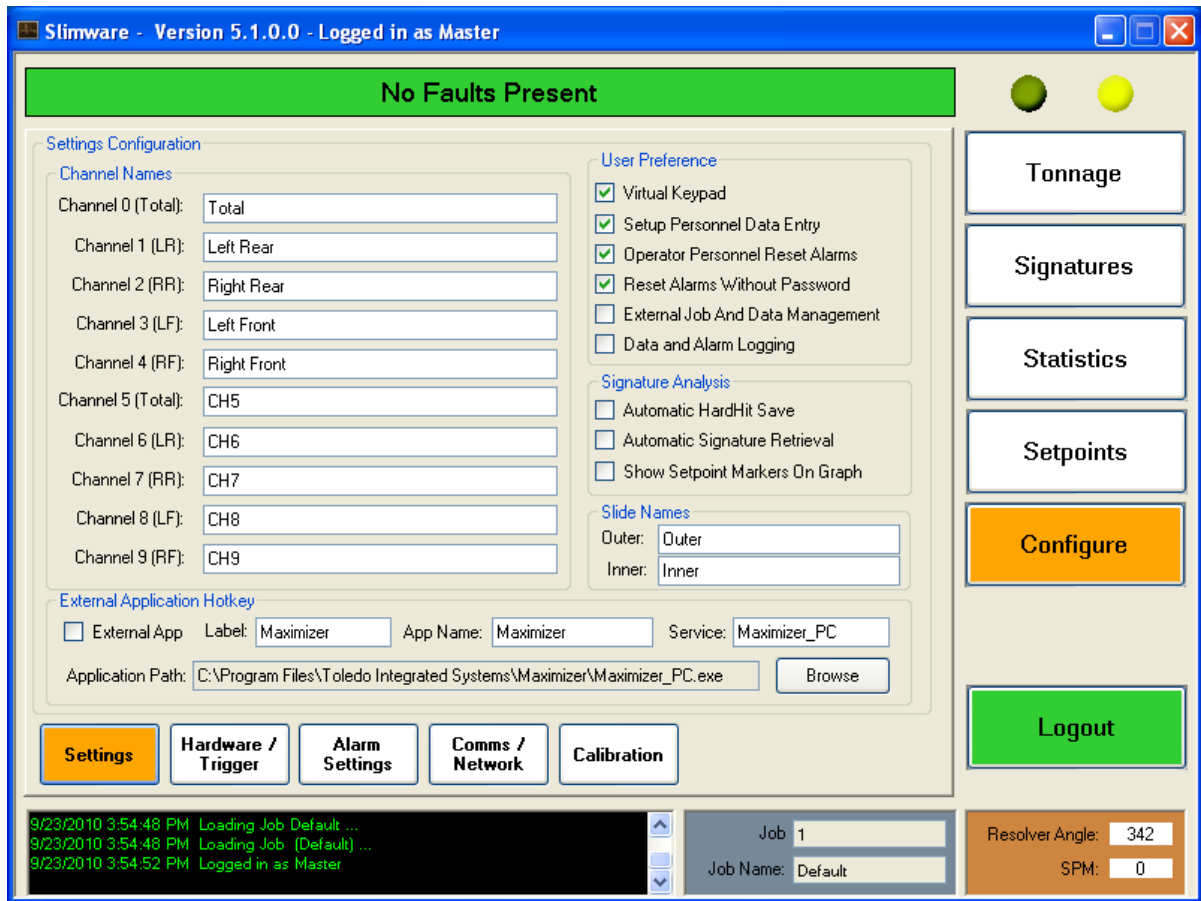 Slimware - Version 5.1.0.0 - Logged in as Master
No Faults Present
Settings Configuration
Channel Names
Channel 0 (Total): Total
Channel 1 (LR): Left Rear
Channel 2 (RR): Right Rear
Channel 3 (LF): Left Front
Channel 4 (RF): Right Front
Channel 5 (Total): CH5
Channel 6 (LR): CH6
Channel 7 (RR): CH7
Channel 8 (LF): CH8
Channel 9 (RF): CH9
User Preference
Virtual Keypad
Setup Personnel Data Entry
Operator Personnel Reset Alarms
Reset Alarms Without Password
External Job And Data Management
Data and Alarm Logging
Signature Analysis
Automatic HardHit Save
Automatic Signature Retrieval
Show Setpoint Markers On Graph
Slide Names
Outer: Outer
Inner: Inner
External Application Hotkey
External App Label: Maximizer App Name: Maximizer Service: Maximizer_PC
Application Path: C:\Program Files\Toledo Integrated Systems\Maximizer\Maximizer_PC.exe Browse
Settings
Hardware /
Trigger
Alarm
Settings
Comms /
Network
Calibration
Tonnage
Signatures
Statistics
Setpoints
Configure
Logout
9/23/2010 3:54:48 PM Loading Job Default ...
9/23/2010 3:54:48 PM Loading Job (Default) ...
9/23/2010 3:54:52 PM Logged in as Master
Job 1
Job Name: Default
Resolver Angle: 342
SPM: 0